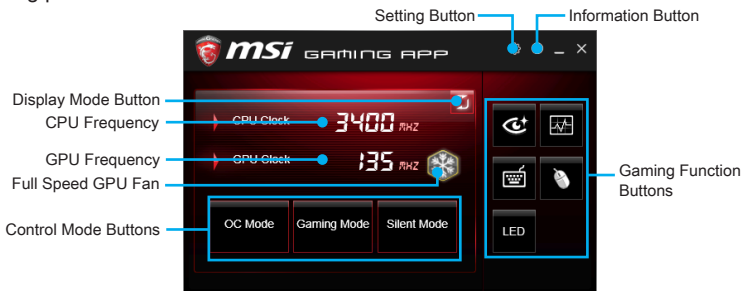 Setting Button
Information Button
msi GAMING APP
Display Mode Button
CPU Clock
3400 MHZ
CPU Frequency
GPU Frequency
GPU Clock
135 MHZ
Full Speed GPU Fan
Gaming Function
Buttons
Control Mode Buttons
OC Mode
Gaming Mode
Silent Mode
LED